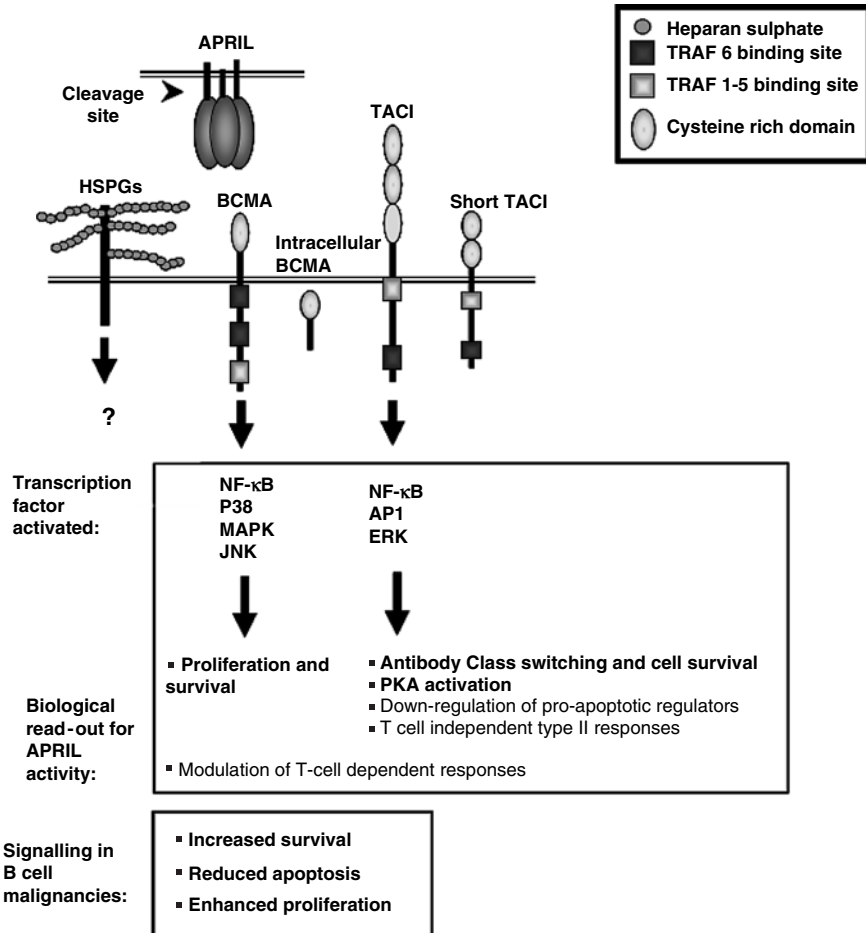 APRIL
Cleavage
site
Heparan sulphate
TRAF 6 binding site
TRAF 1-5 binding site
Cysteine rich domain
TACI
HSPGs
BCMA
Short TACI
Intracellular
BCMA
?
Transcription
factor
activated:
NF-κB
P38
MAPK
JNK
NF-κB
AP1
ERK
Biological
read-out for
APRIL
activity:
▪ Proliferation and
survival
▪ Antibody Class switching and cell survival
▪ PKA activation
▪ Down-regulation of pro-apoptotic regulators
▪ T cell independent type II responses
▪ Modulation of T-cell dependent responses
Signalling in
B cell
malignancies:
▪ Increased survival
▪ Reduced apoptosis
▪ Enhanced proliferation